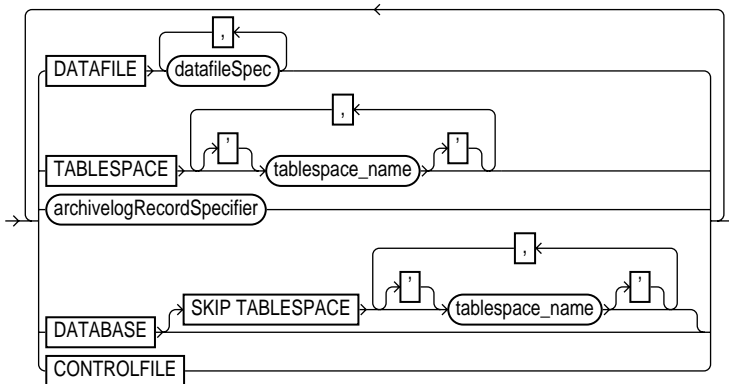 ,
DATAFILE datafileSpec
,
TABLESPACE ' tablespace_name '
archivelogRecordSpecifier
,
DATABASE SKIP TABLESPACE ' tablespace_name '
CONTROLFILE